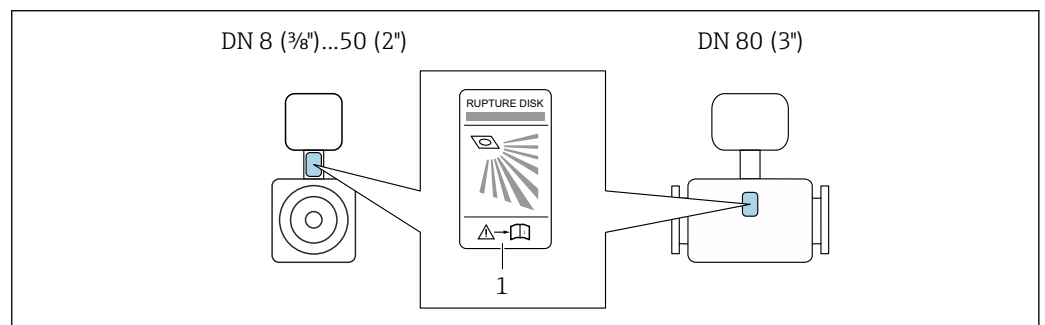 DN 8 (⅜")...50 (2")
DN 80 (3")
RUPTURE DISK
i
1